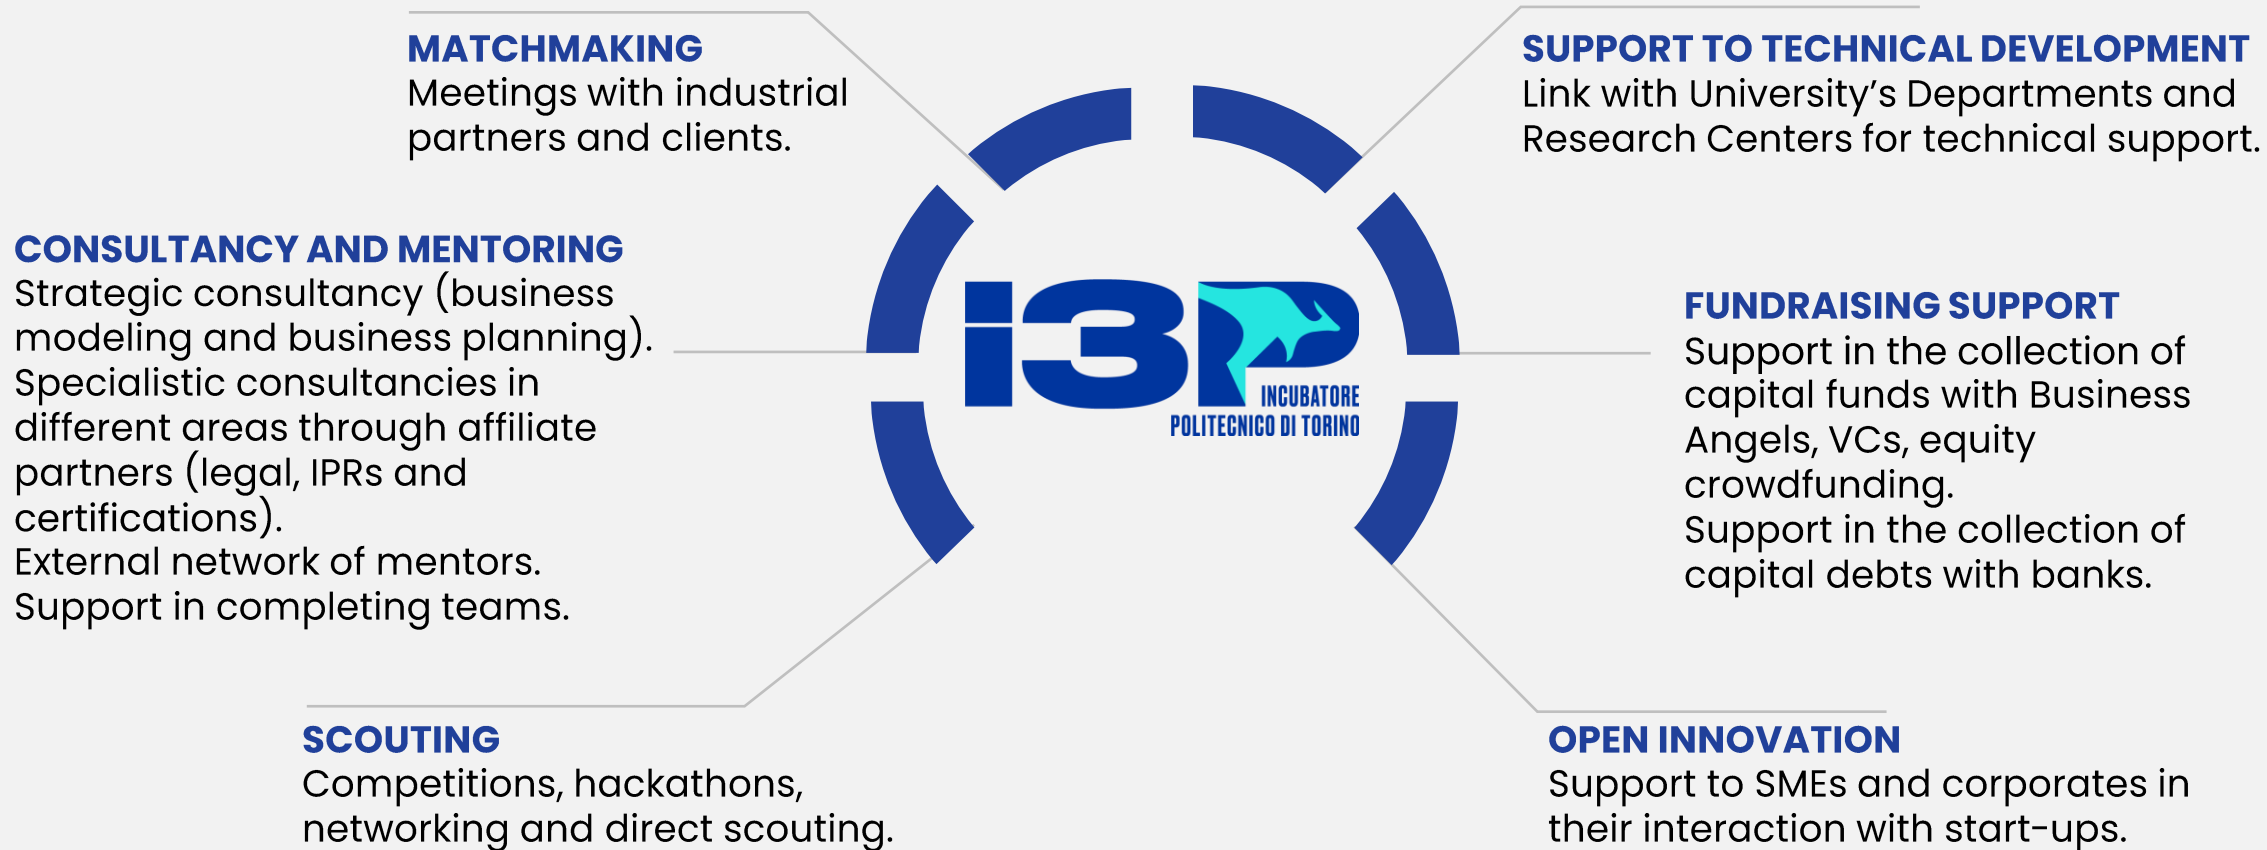 MATCHMAKING
Meetings with industrial
partners and clients.
SUPPORT TO TECHNICAL DEVELOPMENT
Link with University’s Departments and
Research Centers for technical support.
CONSULTANCY AND MENTORING
Strategic consultancy (business
modeling and business planning).
Specialistic consultancies in
different areas through affiliate
partners (legal, IPRs and
certifications).
External network of mentors.
Support in completing teams.
i3P
INCUBATORE
POLITECNICO DI TORINO
FUNDRAISING SUPPORT
Support in the collection of
capital funds with Business
Angels, VCs, equity
crowdfunding.
Support in the collection of
capital debts with banks.
SCOUTING
Competitions, hackathons,
networking and direct scouting.
OPEN INNOVATION
Support to SMEs and corporates in
their interaction with start-ups.